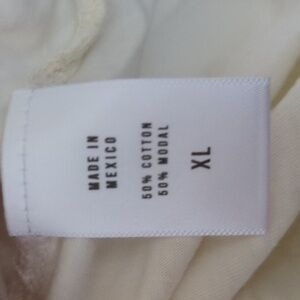 MADE IN
MEXICO
50% COTTON
50% MODAL
XL